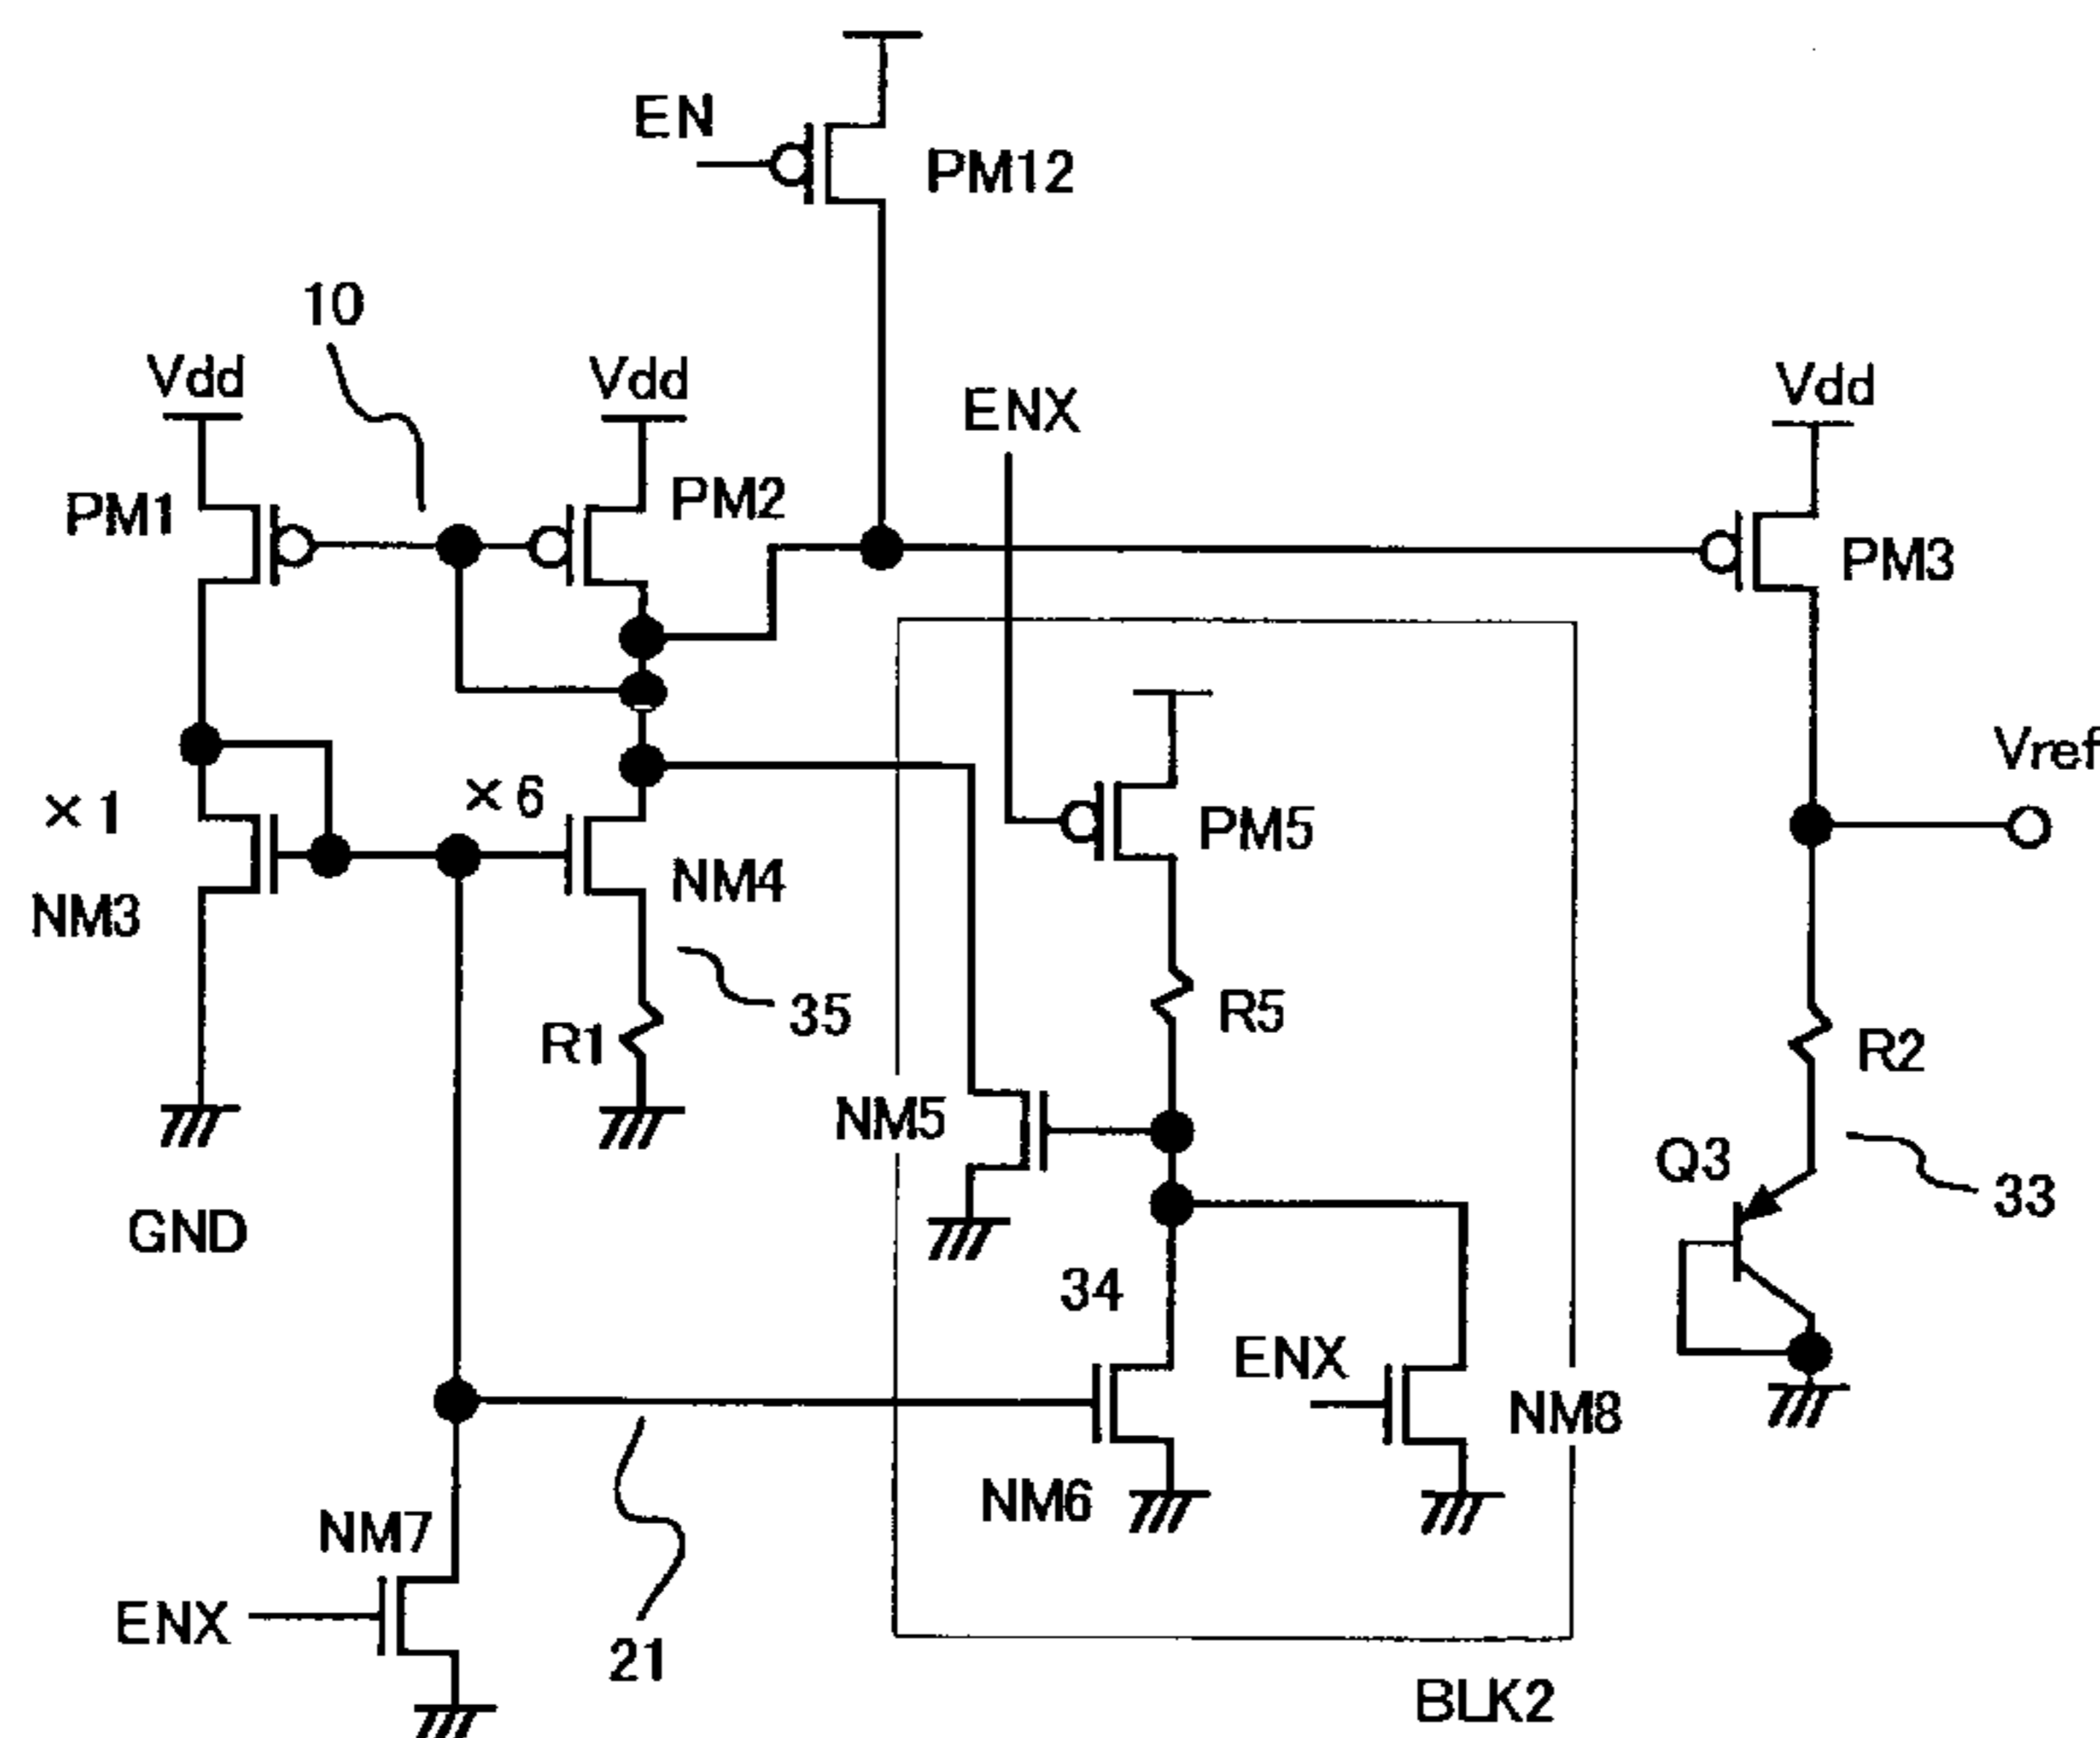 EN
PM12
10
Vdd
Vdd
ENX
Vdd
PM1
PM2
PM3
Vref
×1
×6
PM5
NM3
NM4
35
R5
R1
R2
NM5
Q3
33
GND
34
ENX
NM8
NM6
NM7
ENX
21
BLK2